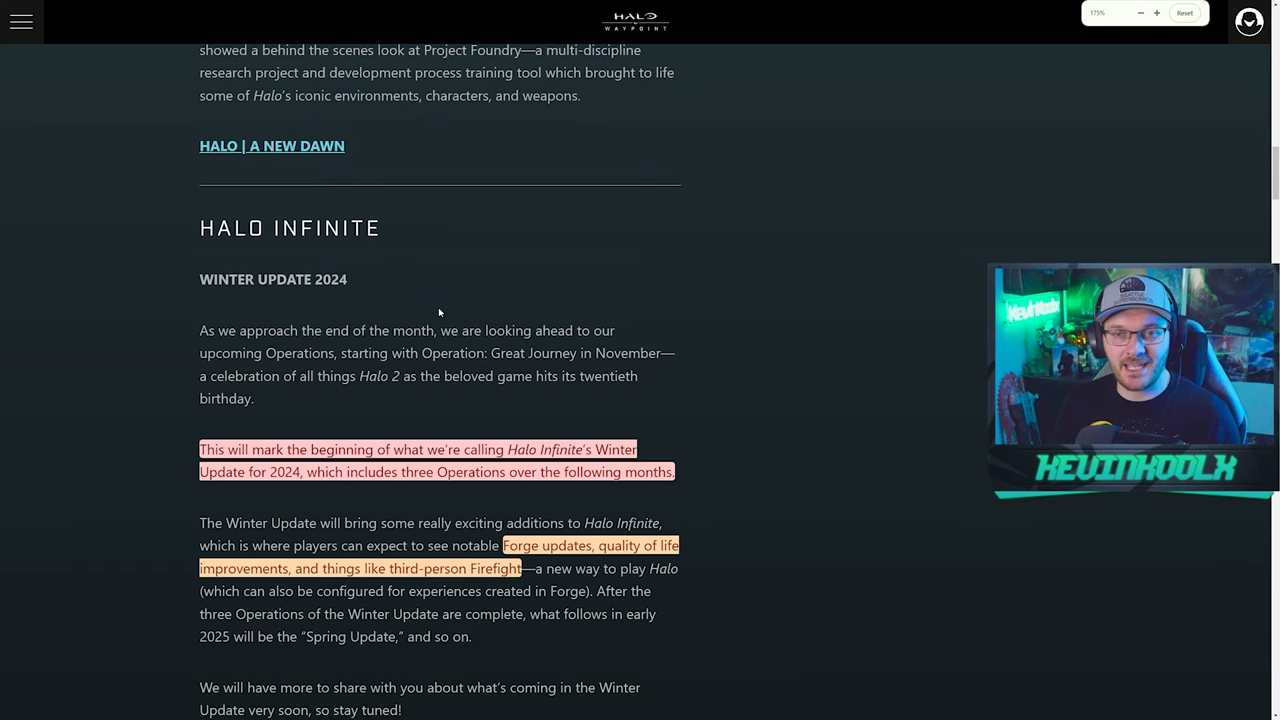 HALO
WAYPOINT
175%
Reset
showed a behind the scenes look at Project Foundry—a multi-discipline
research project and development process training tool which brought to life
some of Halo's iconic environments, characters, and weapons.
HALO | A NEW DAWN
HALO INFINITE
WINTER UPDATE 2024
As we approach the end of the month, we are looking ahead to our
upcoming Operations, starting with Operation: Great Journey in November—
a celebration of all things Halo 2 as the beloved game hits its twentieth
birthday.
This will mark the beginning of what we're calling Halo Infinite's Winter
Update for 2024, which includes three Operations over the following months.
The Winter Update will bring some really exciting additions to Halo Infinite,
which is where players can expect to see notable Forge updates, quality of life
improvements, and things like third-person Firefight—a new way to play Halo
(which can also be configured for experiences created in Forge). After the
three Operations of the Winter Update are complete, what follows in early
2025 will be the “Spring Update,” and so on.
We will have more to share with you about what's coming in the Winter
Update very soon, so stay tuned!
KevinKoolx
SEATTLE
KEVINKOOLX